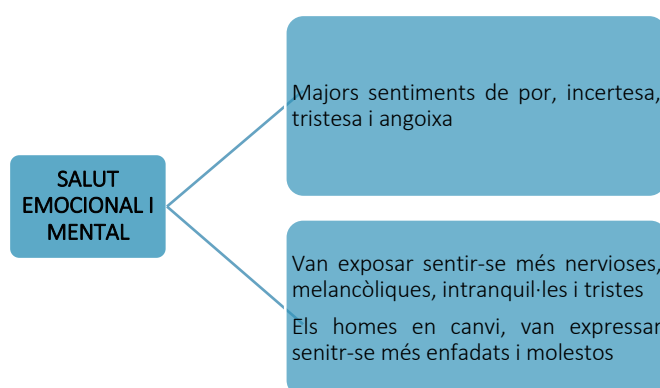 SALUT
EMOCIONAL I
MENTAL
Majors sentiments de por, incertesa,
tristesa i angoixa
Van exposar sentir-se més nervioses,
melancòliques, intranquil·les i tristes
Els homes en canvi, van expressar
senitr-se més enfadats i molestos